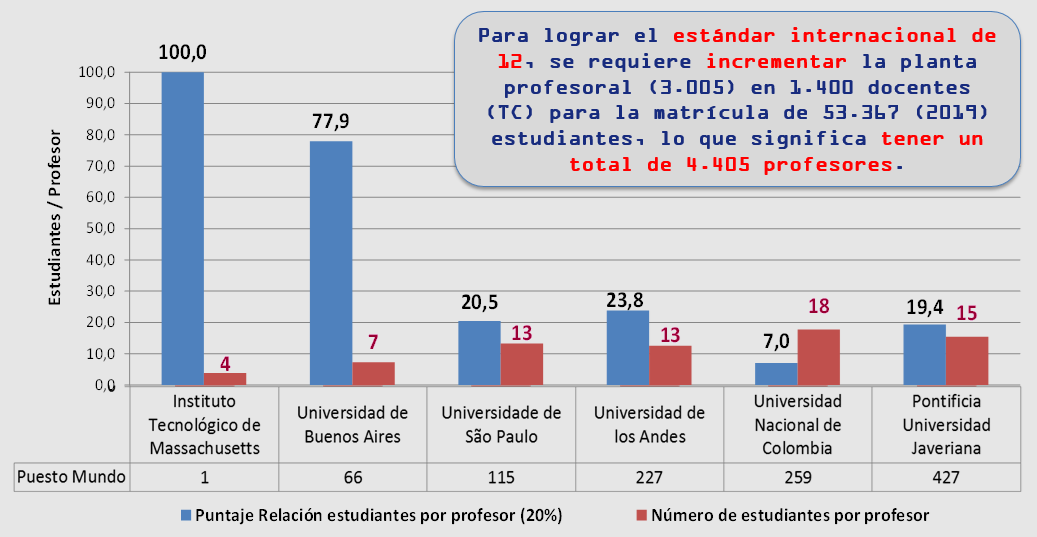 Para lograr el estándar internacional de
12, se requiere incrementar la planta
profesoral (3.005) en 1.400 docentes
(TC) para la matrícula de 53.367 (2019)
estudiantes, lo que significa tener un
total de 4.405 profesores.
Estudiantes / Profesor
100,0
90,0
80,0
70,0
60,0
50,0
40,0
30,0
20,0
10,0
0,0
100,0
4
77,9
7
20,5
13
23,8
13
7,0
18
19,4
15
Instituto
Tecnológico de
Massachusetts
Universidad de
Buenos Aires
Universidade de
São Paulo
Universidad de
los Andes
Universidad
Nacional de
Colombia
Pontificia
Universidad
Javeriana
Puesto Mundo 1 66 115 227 259 427
Puntaje Relación estudiantes por profesor (20%) Número de estudiantes por profesor